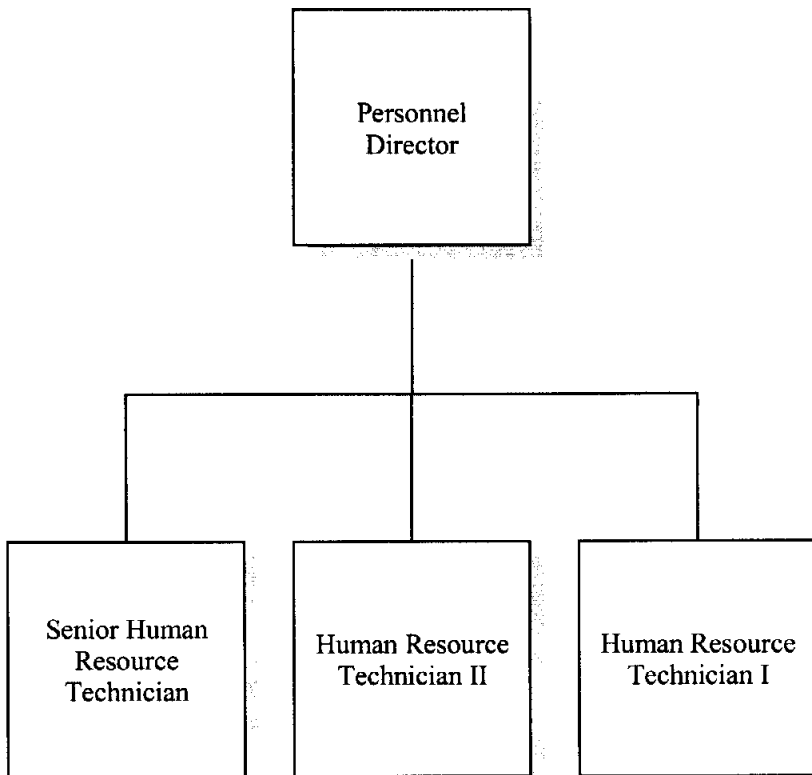 Personnel
Director
Senior Human
Resource
Technician
Human Resource
Technician II
Human Resource
Technician I